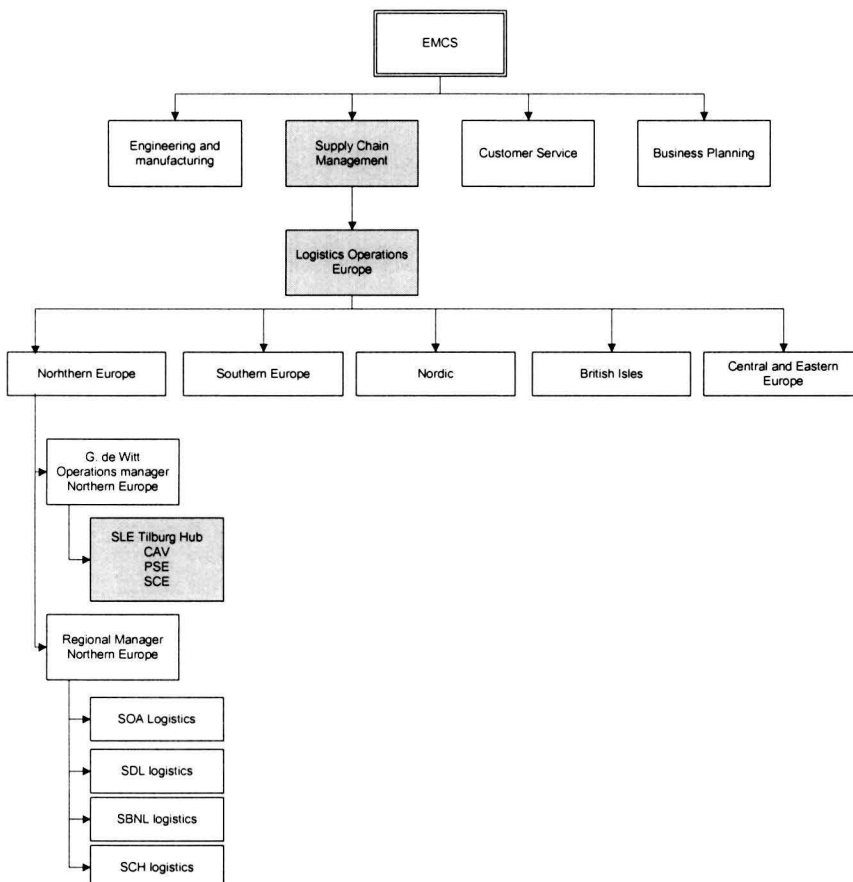 EMCS
Engineering and
manufacturing
Supply Chain
Management
Customer Service
Business Planning
Logistics Operations
Europe
Norhthern Europe
Southern Europe
Nordic
British Isles
Central and Eastern
Europe
G. de Witt
Operations manager
Northern Europe
SLE Tilburg Hub
CAV
PSE
SCE
Regional Manager
Northern Europe
SOA Logistics
SDL logistics
SBNL logistics
SCH logistics